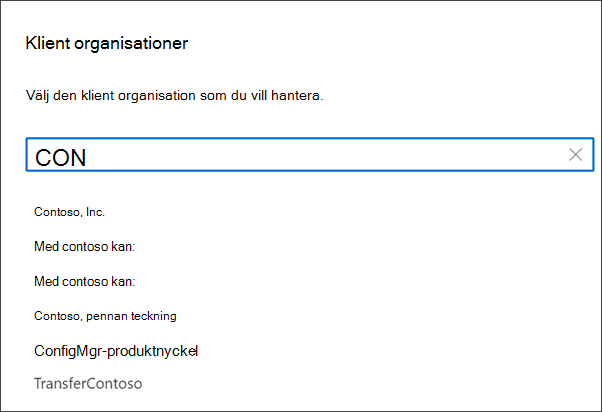 Klient organisationer
Välj den klient organisation som du vill hantera.
CON
Contoso, Inc.
Med contoso kan:
Med contoso kan:
Contoso, pennan teckning
ConfigMgr-produktnyckel
TransferContoso